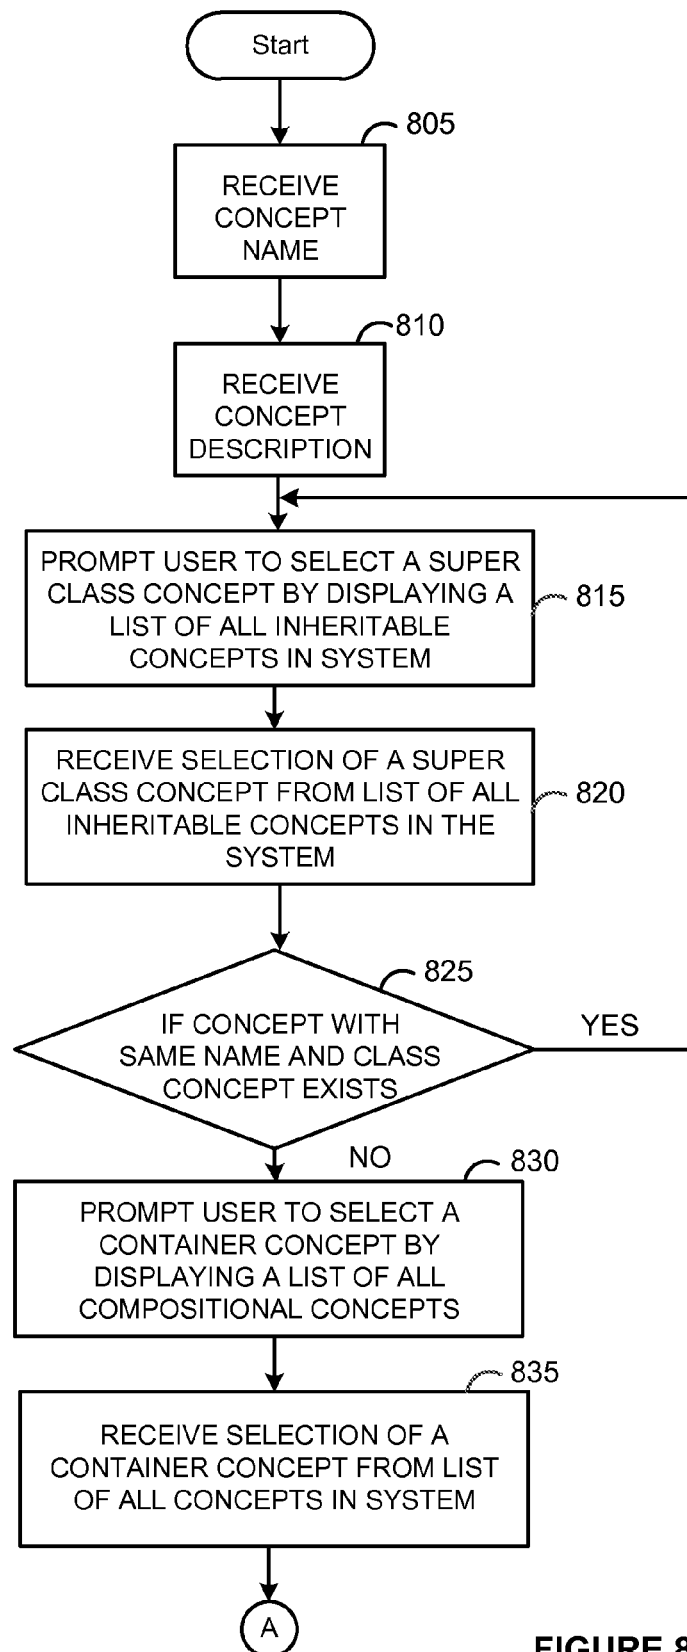 Start
805
RECEIVE
CONCEPT
NAME
810
RECEIVE
CONCEPT
DESCRIPTION
PROMPT USER TO SELECT A SUPER
CLASS CONCEPT BY DISPLAYING A
LIST OF ALL INHERITABLE
CONCEPTS IN SYSTEM
815
RECEIVE SELECTION OF A SUPER
CLASS CONCEPT FROM LIST OF ALL
INHERITABLE CONCEPTS IN THE
SYSTEM
820
825
IF CONCEPT WITH
SAME NAME AND CLASS
CONCEPT EXISTS
YES
NO
830
PROMPT USER TO SELECT A
CONTAINER CONCEPT BY
DISPLAYING A LIST OF ALL
COMPOSITIONAL CONCEPTS
835
RECEIVE SELECTION OF A
CONTAINER CONCEPT FROM LIST
OF ALL CONCEPTS IN SYSTEM
A
FIGURE 8